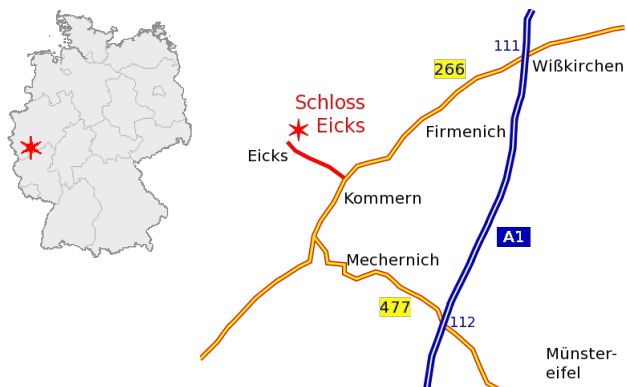 111
Wißkirchen
266
Schloss
Eicks
Firmenich
Eicks
Kommern
A1
Mechernich
477
112
Münster-
eifel